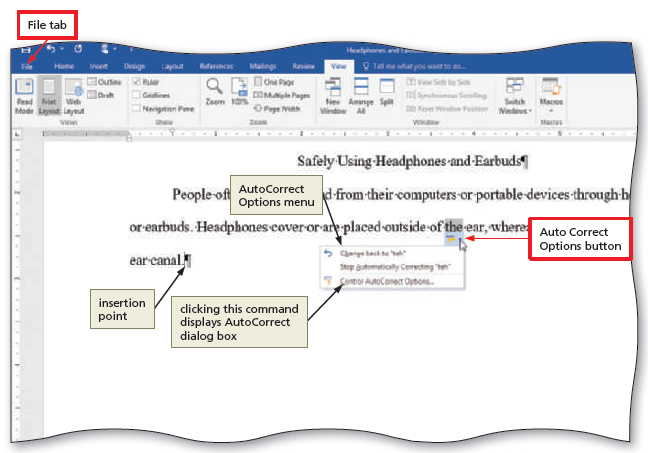 File tab
Headphones and Ear
File Home Insert Design Layout References Mailings Review View Tell me what you want to do...
Read Mode
Print Layout
Web Layout
Outline
Draft
Views
Ruler
Gridlines
Navigation Pane
Show
Zoom
100%
One Page
Multiple Pages
Page Width
Zoom
New Window
Arrange All
Split
View Side by Side
Synchronous Scrolling
Reset Window Position
Window
Switch Windows
Macros
Macros
Safely·Using·Headphones·and·Earbuds¶
People·of d·from·their·computers·or·portable·devices·through·h
or·earbuds.·Headphones·cover·or·are·placed·outside·of·the·ear,·wherea
ear·canal.¶
AutoCorrect
Options menu
Auto Correct
Options button
Change back to "teh"
Stop Automatically Correcting "teh"
Control AutoCorrect Options...
insertion
point
clicking this command
displays AutoCorrect
dialog box